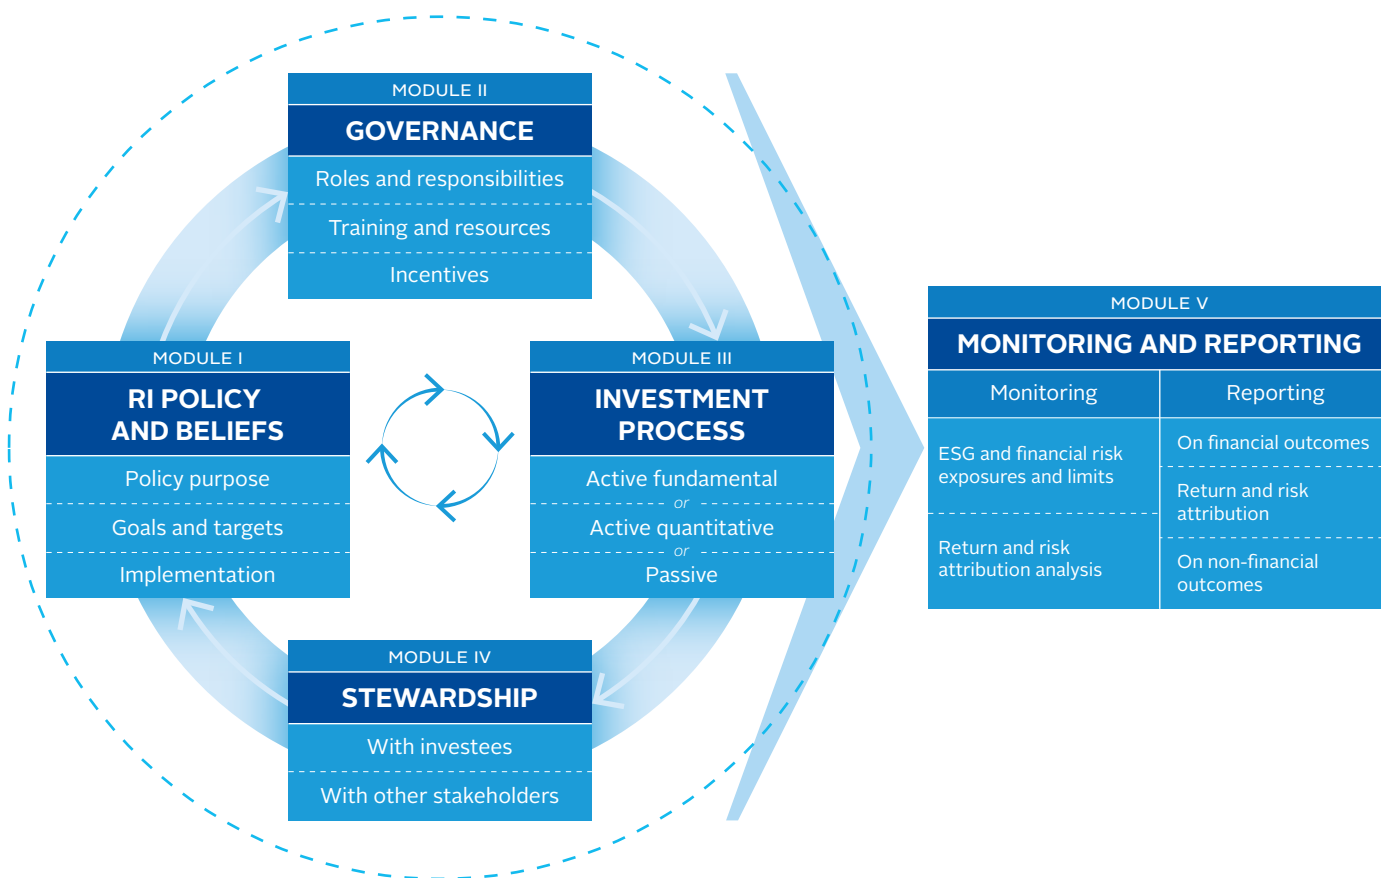 MODULE II
GOVERNANCE
Roles and responsibilities
Training and resources
Incentives
MODULE I
RI POLICY
AND BELIEFS
Policy purpose
Goals and targets
Implementation
MODULE III
INVESTMENT
PROCESS
Active fundamental
or
Active quantitative
or
Passive
MODULE IV
STEWARDSHIP
With investees
With other stakeholders
MODULE V
MONITORING AND REPORTING
Monitoring
ESG and financial risk
exposures and limits
Return and risk
attribution analysis
Reporting
On financial outcomes
Return and risk
attribution
On non-financial
outcomes